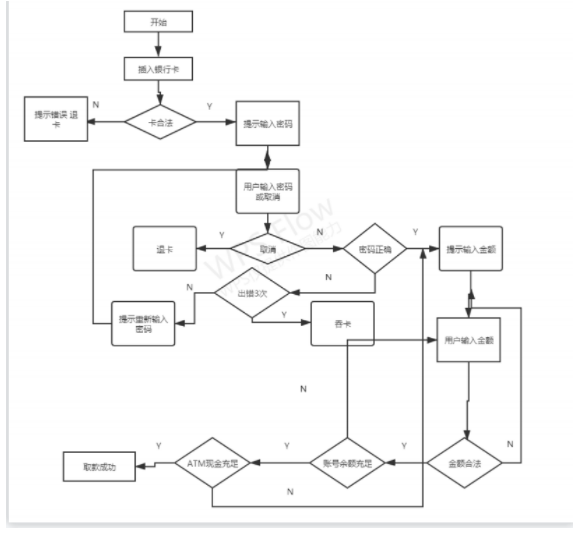 开始
插入银行卡
N
Y
提示错误 退
卡
卡合法
提示输入密码
用户输入密码
或取消
Y
N
Y
退卡
取消
密码正确
提示输入金额
N
N
出错3次
Y
提示重新输入
密码
吞卡
用户输入金额
N
Y
Y
Y
N
取款成功
ATM现金充足
账号余额充足
金额合法
N